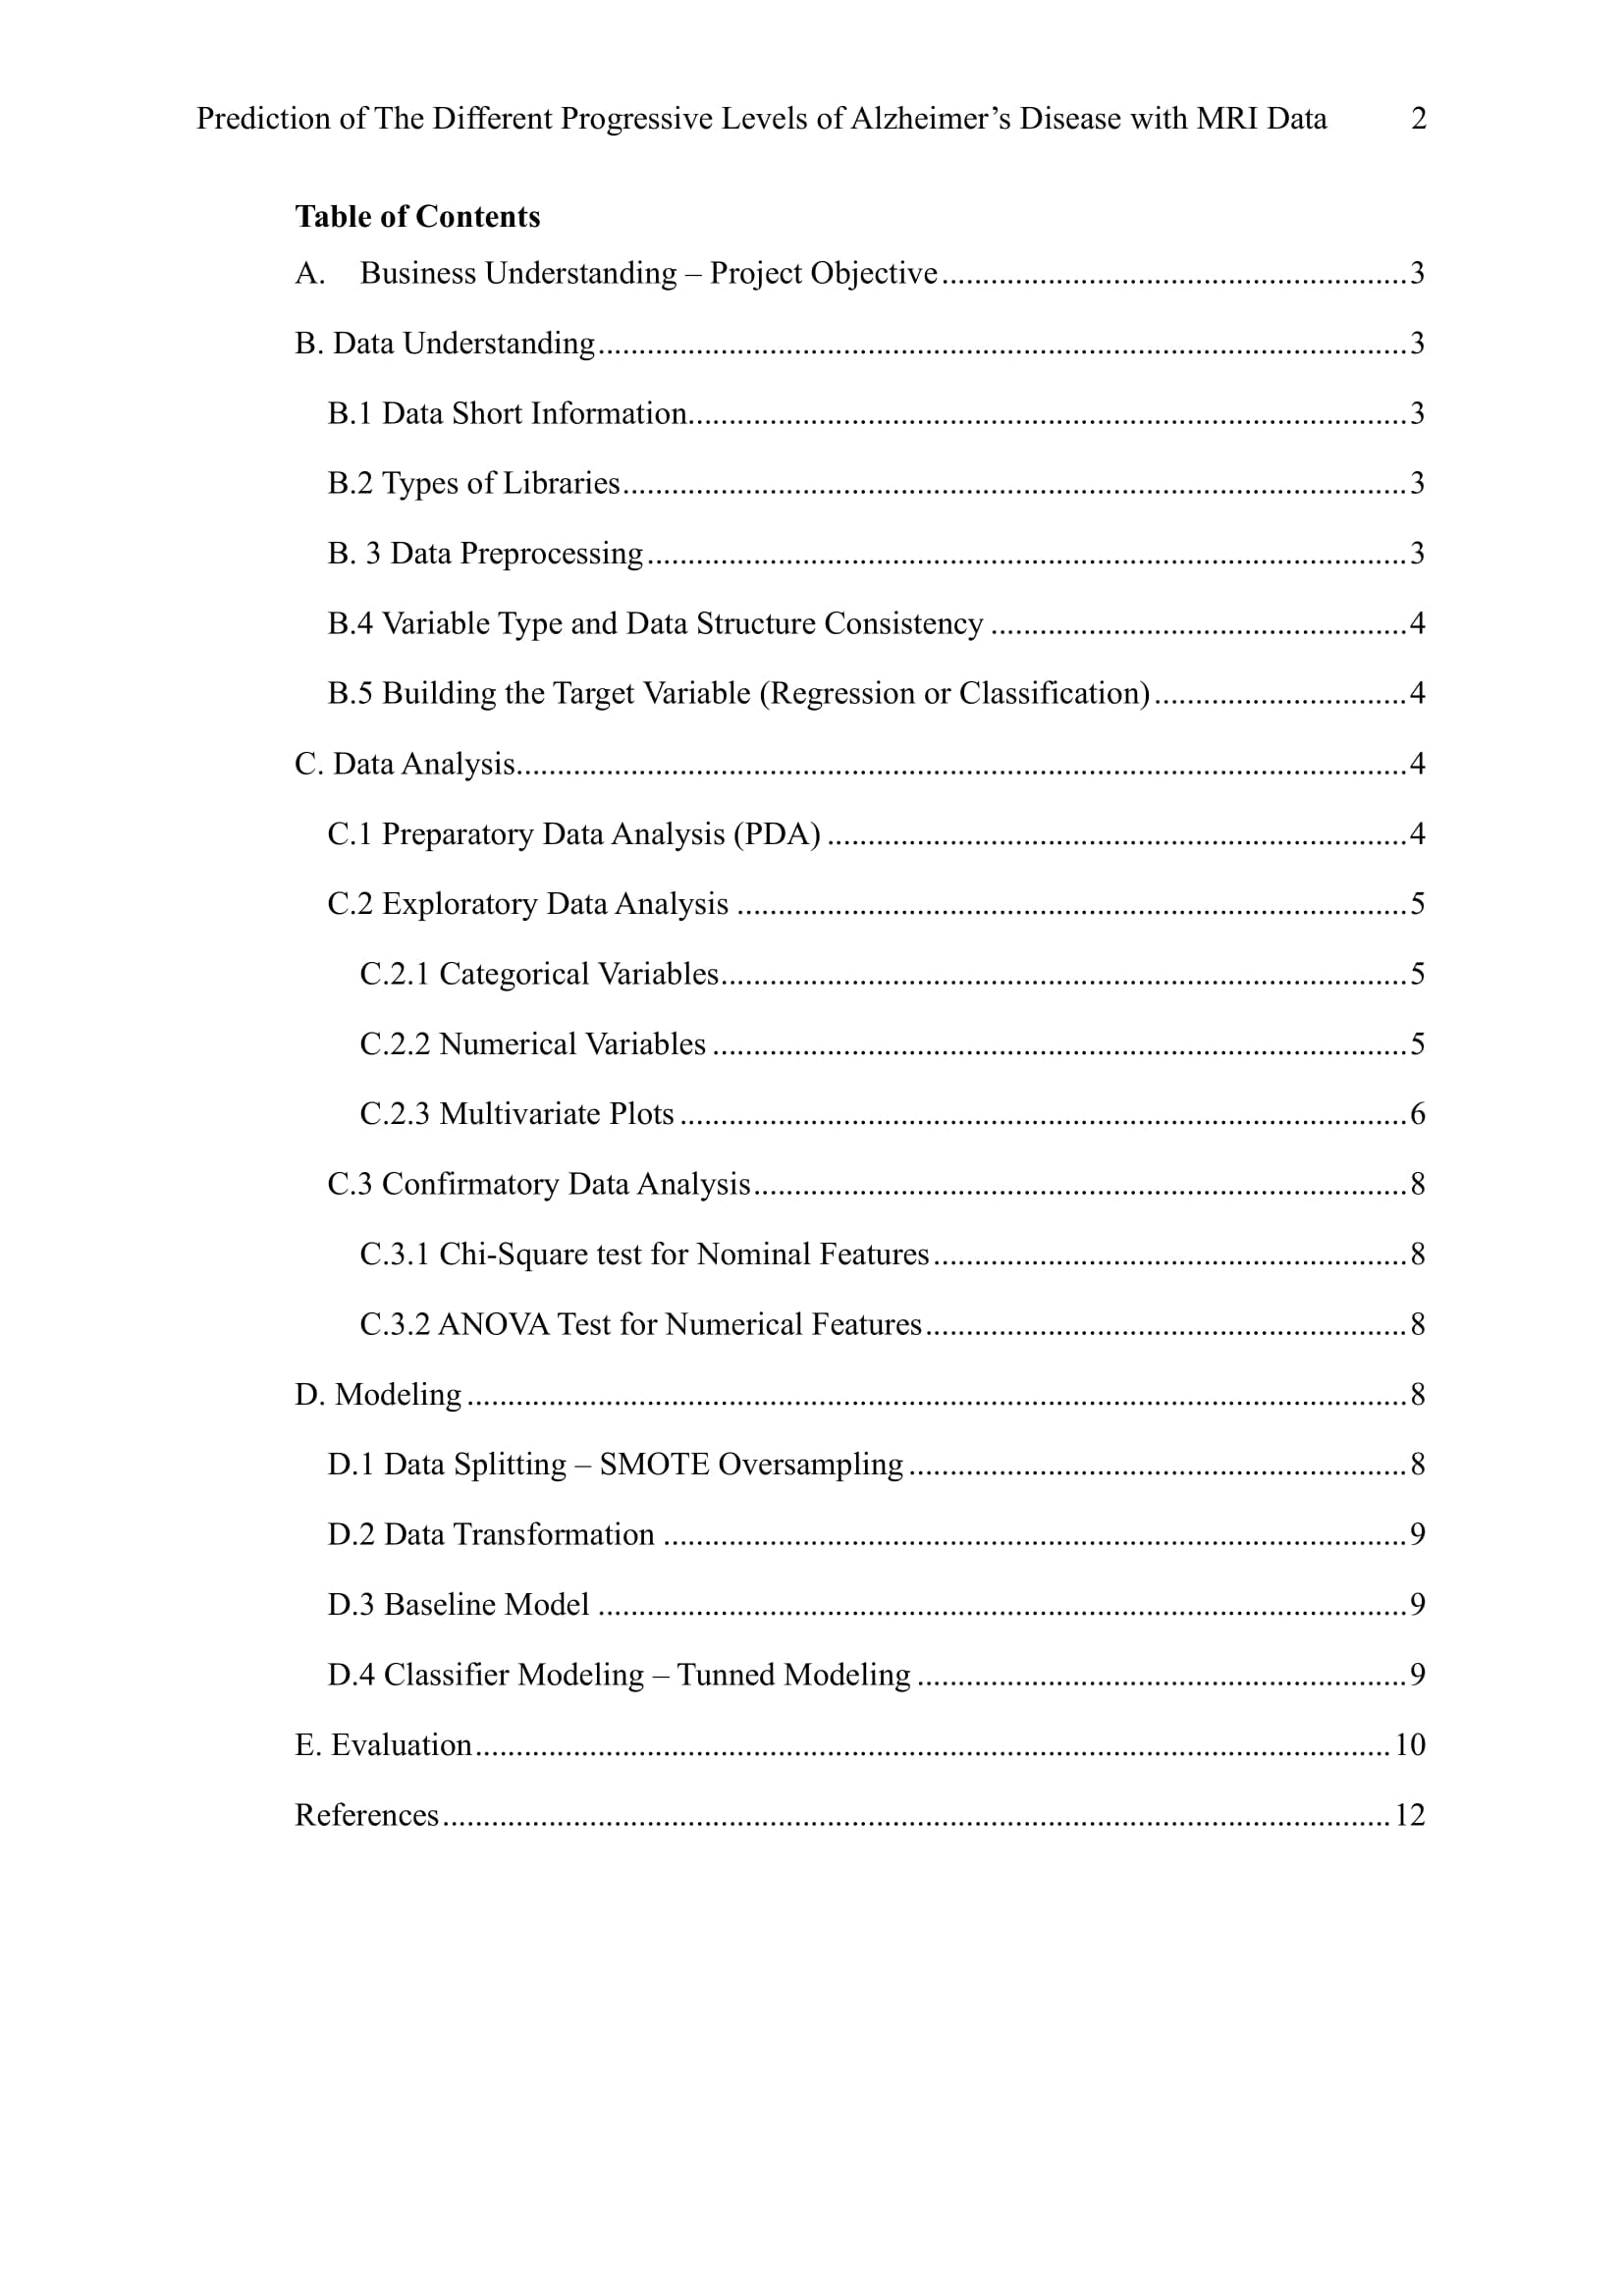 Prediction of The Different Progressive Levels of Alzheimer’s Disease with MRI Data 2
Table of Contents
A. Business Understanding – Project Objective 3
B. Data Understanding 3
B.1 Data Short Information 3
B.2 Types of Libraries 3
B. 3 Data Preprocessing 3
B.4 Variable Type and Data Structure Consistency 4
B.5 Building the Target Variable (Regression or Classification) 4
C. Data Analysis 4
C.1 Preparatory Data Analysis (PDA) 4
C.2 Exploratory Data Analysis 5
C.2.1 Categorical Variables 5
C.2.2 Numerical Variables 5
C.2.3 Multivariate Plots 6
C.3 Confirmatory Data Analysis 8
C.3.1 Chi-Square test for Nominal Features 8
C.3.2 ANOVA Test for Numerical Features 8
D. Modeling 8
D.1 Data Splitting – SMOTE Oversampling 8
D.2 Data Transformation 9
D.3 Baseline Model 9
D.4 Classifier Modeling – Tunned Modeling 9
E. Evaluation 10
References 12